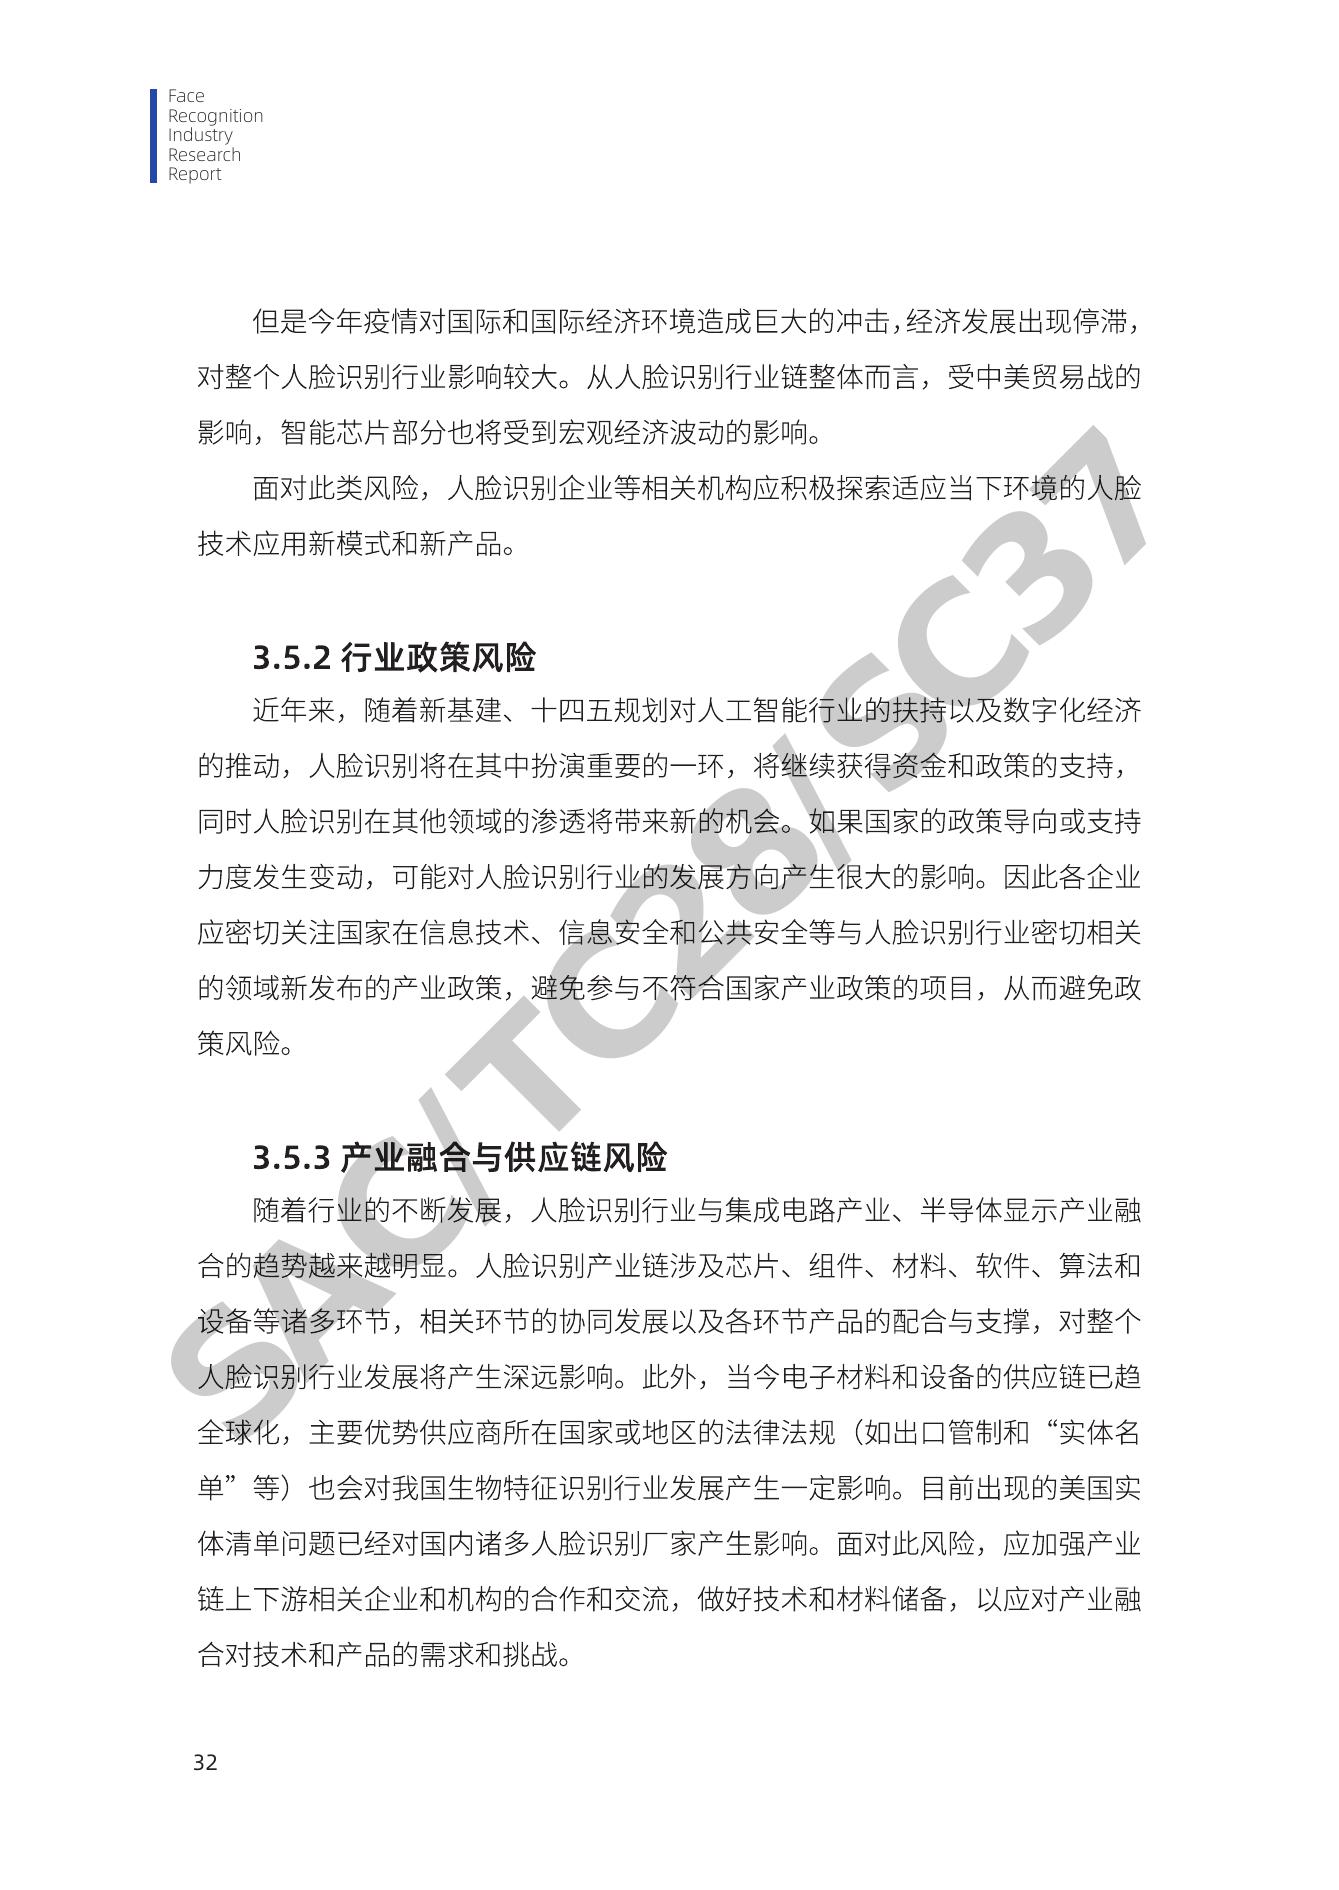 Face
Recognition
Industry
Research
Report
但是今年疫情对国际和国际经济环境造成巨大的冲击，经济发展出现停滞，
对整个人脸识别行业影响较大。从人脸识别行业链整体而言，受中美贸易战的
影响，智能芯片部分也将受到宏观经济波动的影响。
面对此类风险，人脸识别企业等相关机构应积极探索适应当下环境的人脸
技术应用新模式和新产品。
3.5.2 行业政策风险
近年来，随着新基建、十四五规划对人工智能行业的扶持以及数字化经济
的推动，人脸识别将在其中扮演重要的一环，将继续获得资金和政策的支持，
同时人脸识别在其他领域的渗透将带来新的机会。如果国家的政策导向或支持
力度发生变动，可能对人脸识别行业的发展方向产生很大的影响。因此各企业
应密切关注国家在信息技术、信息安全和公共安全等与人脸识别行业密切相关
的领域新发布的产业政策，避免参与不符合国家产业政策的项目，从而避免政
策风险。
3.5.3 产业融合与供应链风险
随着行业的不断发展，人脸识别行业与集成电路产业、半导体显示产业融
合的趋势越来越明显。人脸识别产业链涉及芯片、组件、材料、软件、算法和
设备等诸多环节，相关环节的协同发展以及各环节产品的配合与支撑，对整个
人脸识别行业发展将产生深远影响。此外，当今电子材料和设备的供应链已趋
全球化，主要优势供应商所在国家或地区的法律法规（如出口管制和“实体名
单”等）也会对我国生物特征识别行业发展产生一定影响。目前出现的美国实
体清单问题已经对国内诸多人脸识别厂家产生影响。面对此风险，应加强产业
链上下游相关企业和机构的合作和交流，做好技术和材料储备，以应对产业融
合对技术和产品的需求和挑战。
32
SAC/TC28/SC37